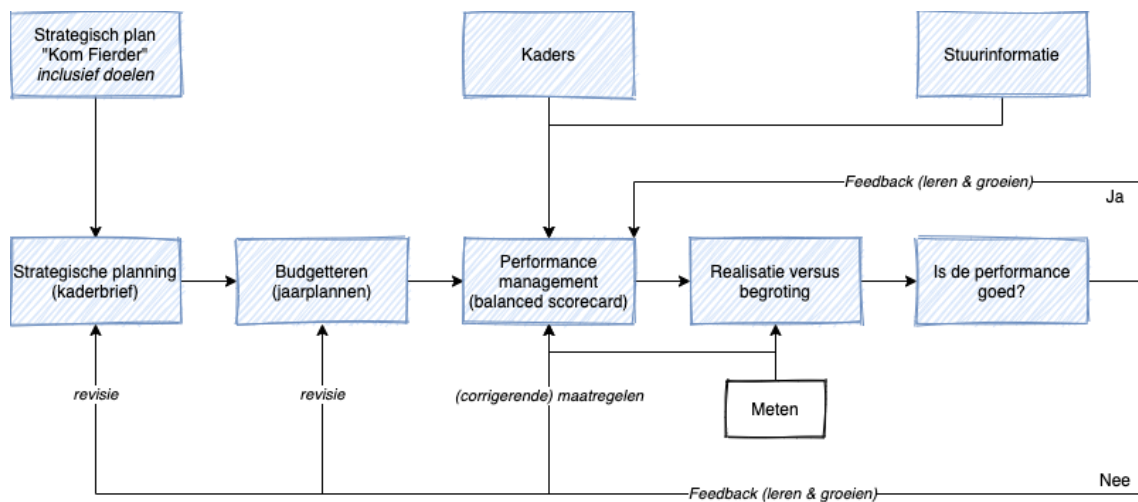 Strategisch plan
"Kom Fierder"
inclusief doelen
Kaders
Stuurinformatie
Feedback (leren & groeien)
Ja
Strategische planning
(kaderbrief)
Budgetteren
(jaarplannen)
Performance
management
(balanced scorecard)
Realisatie versus
begroting
Is de performance
goed?
revisie
revisie
(corrigerende) maatregelen
Meten
Nee
Feedback (leren & groeien)